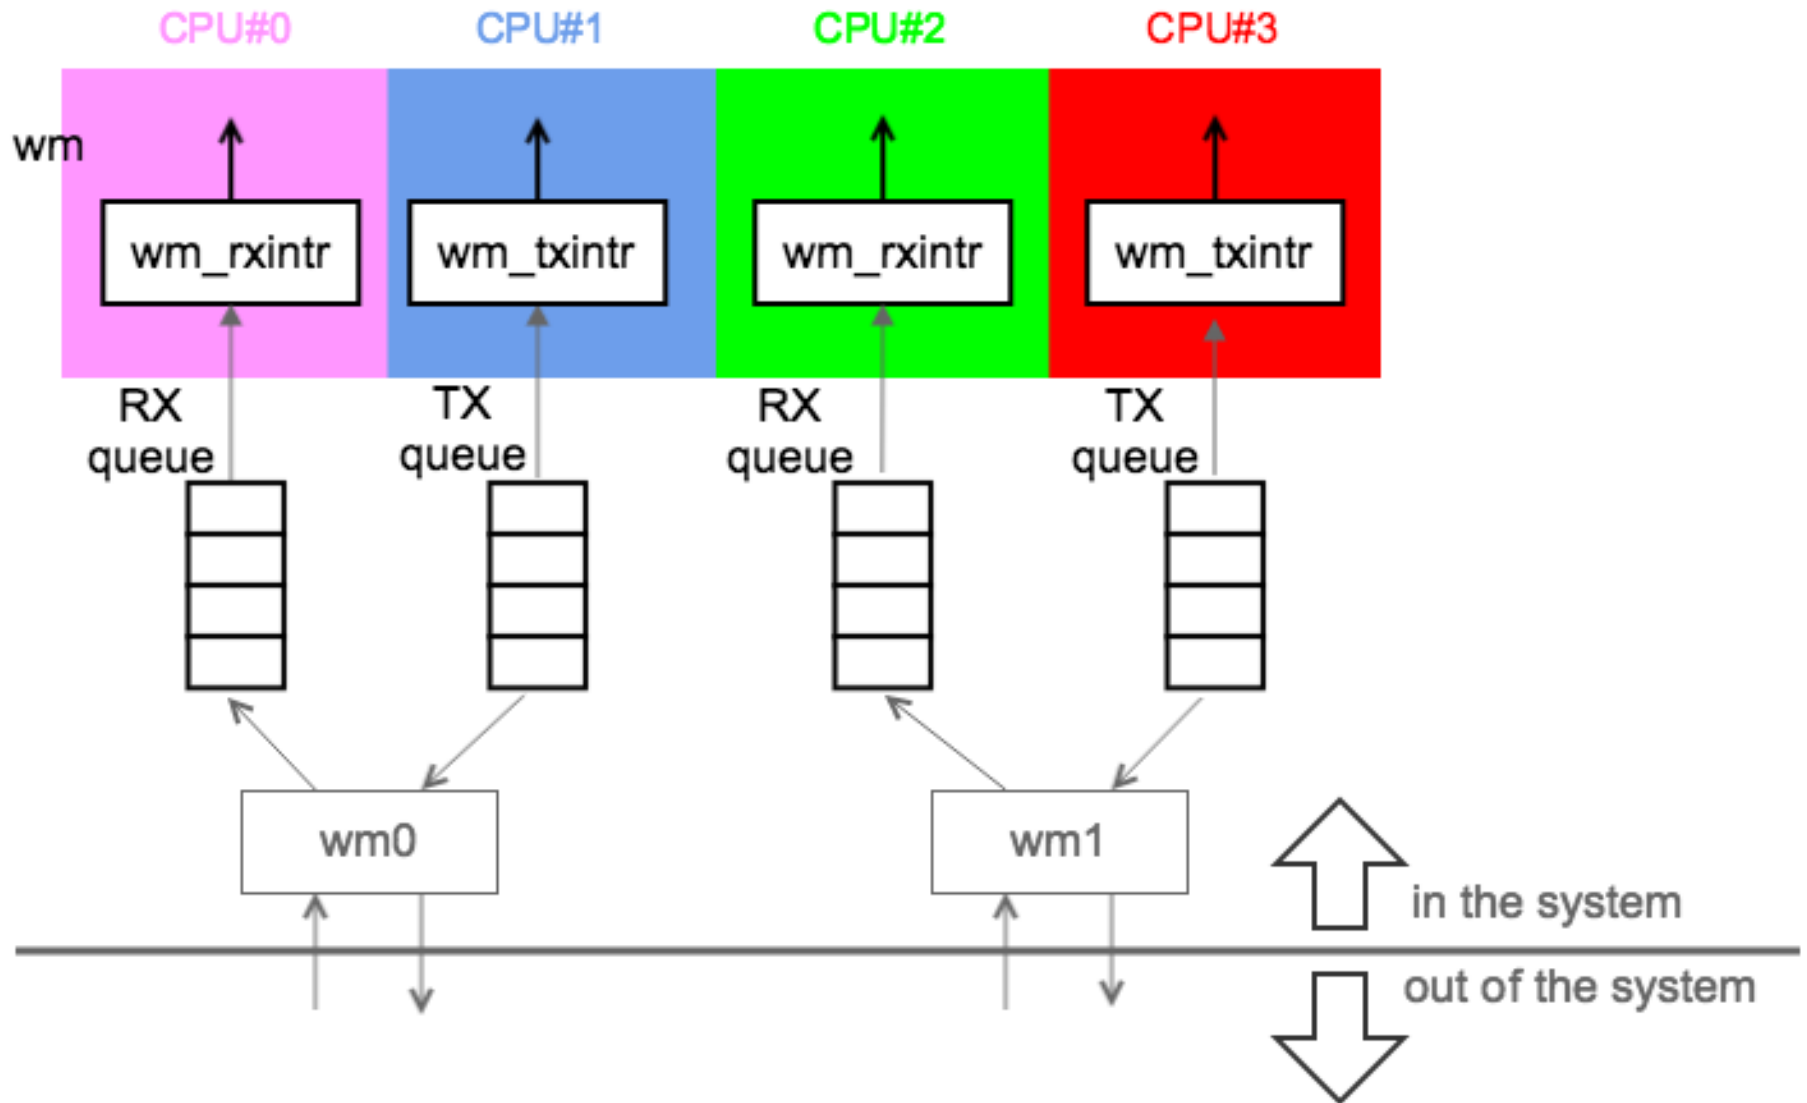 CPU#0 CPU#1 CPU#2 CPU#3
wm
wm_rxintr wm_txintr wm_rxintr wm_txintr
RX TX RX TX
queue queue queue queue
wm0 wm1
in the system
out of the system